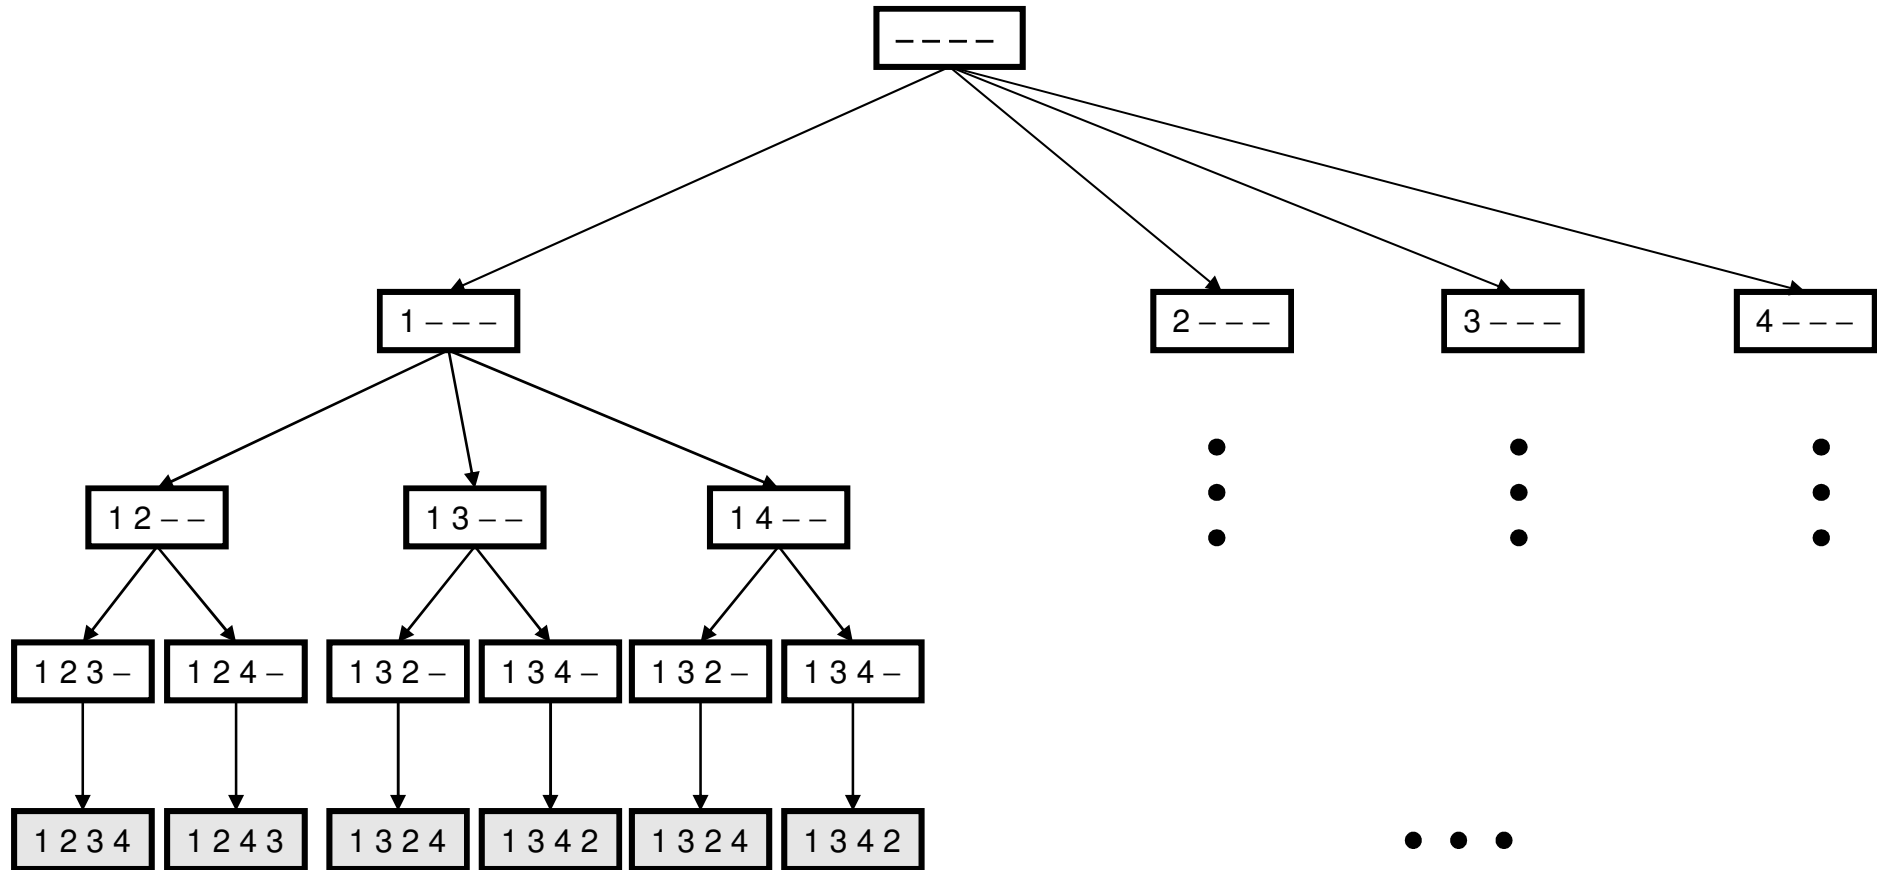 – – – –
1 – – –
2 – – –
3 – – –
4 – – –
1 2 – –
1 3 – –
1 4 – –
1 2 3 –
1 2 4 –
1 3 2 –
1 3 4 –
1 3 2 –
1 3 4 –
1 2 3 4
1 2 4 3
1 3 2 4
1 3 4 2
1 3 2 4
1 3 4 2